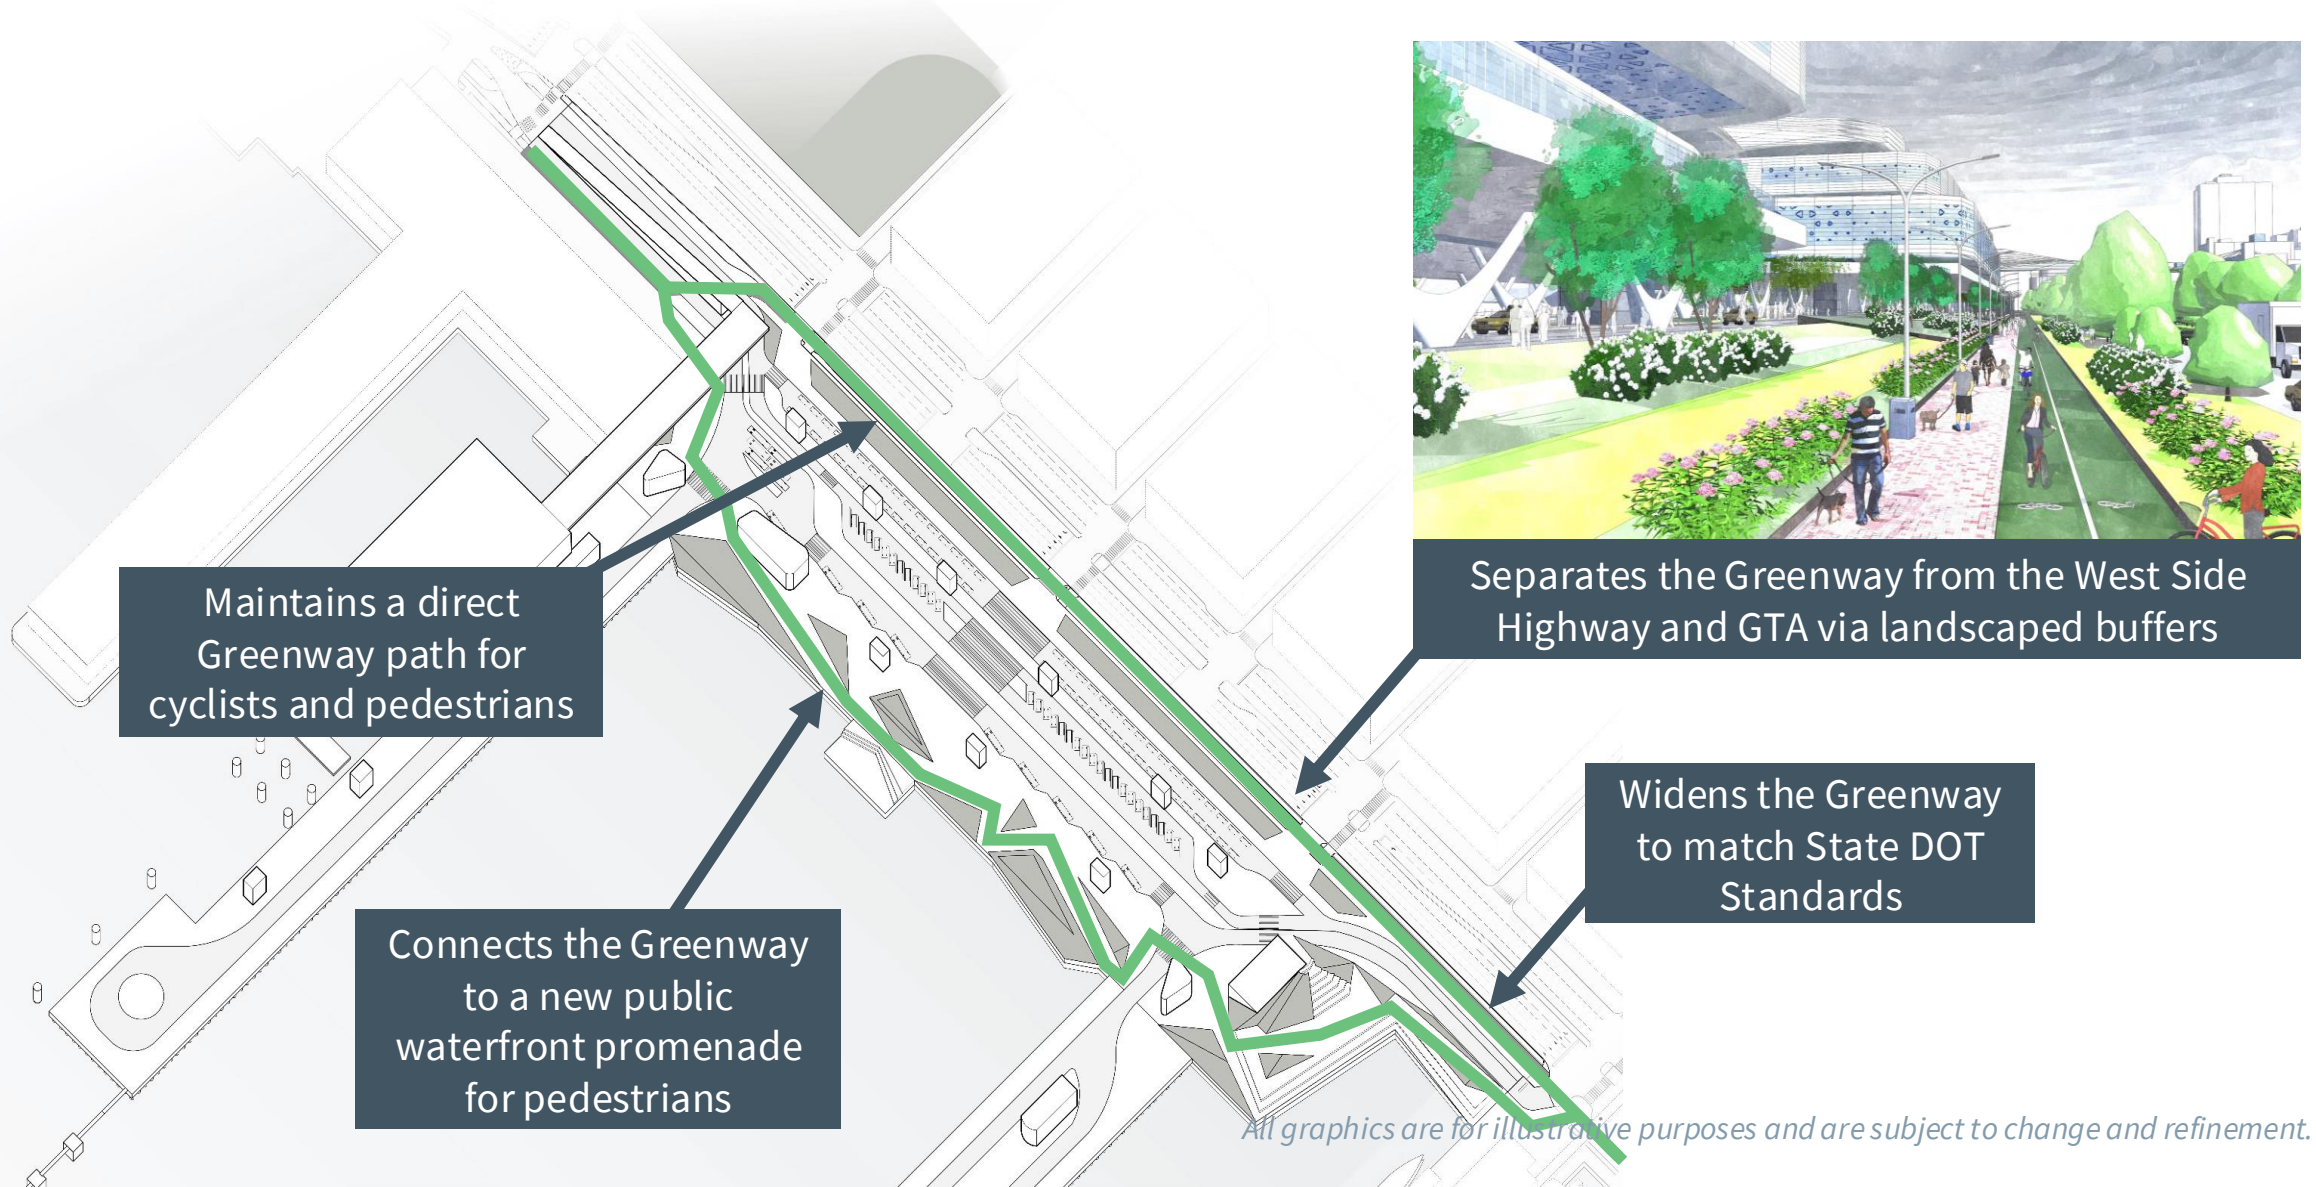 Separates the Greenway from the West Side
Highway and GTA via landscaped buffers
Maintains a direct
Greenway path for
cyclists and pedestrians
Widens the Greenway
to match State DOT
Standards
Connects the Greenway
to a new public
waterfront promenade
for pedestrians
All graphics are for illustrative purposes and are subject to change and refinement.